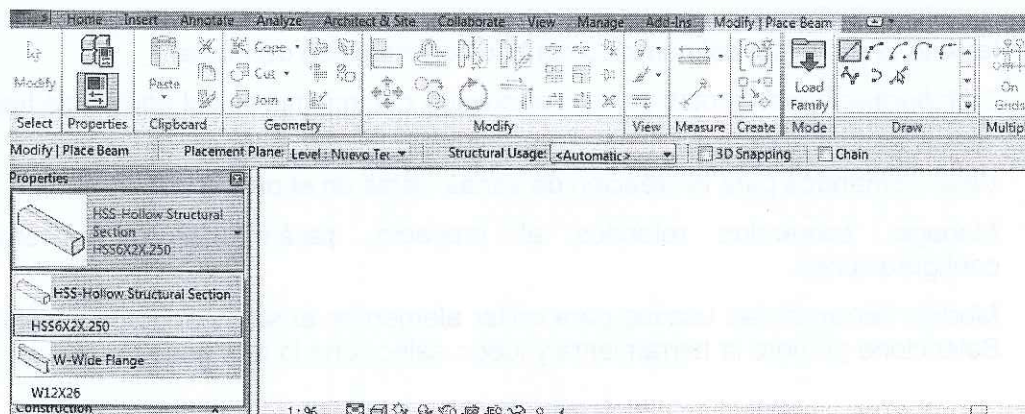 Home Insert Annotate Analyze Architect & Site Collaborate View Manage Add-Ins Modify | Place Beam
Modify Paste Cope Cut Join Load Family On Grids
Select Properties Clipboard Geometry Modify View Measure Create Mode Draw Multip
Modify | Place Beam Placement Plane: Level : Nuevo Tec Structural Usage: <Automatic> 3D Snapping Chain
Properties
HSS-Hollow Structural
Section
HSS6X2X.250
HSS-Hollow Structural Section
HSS6X2X.250
W-Wide Flange
W12X26
Construction
1 : 96